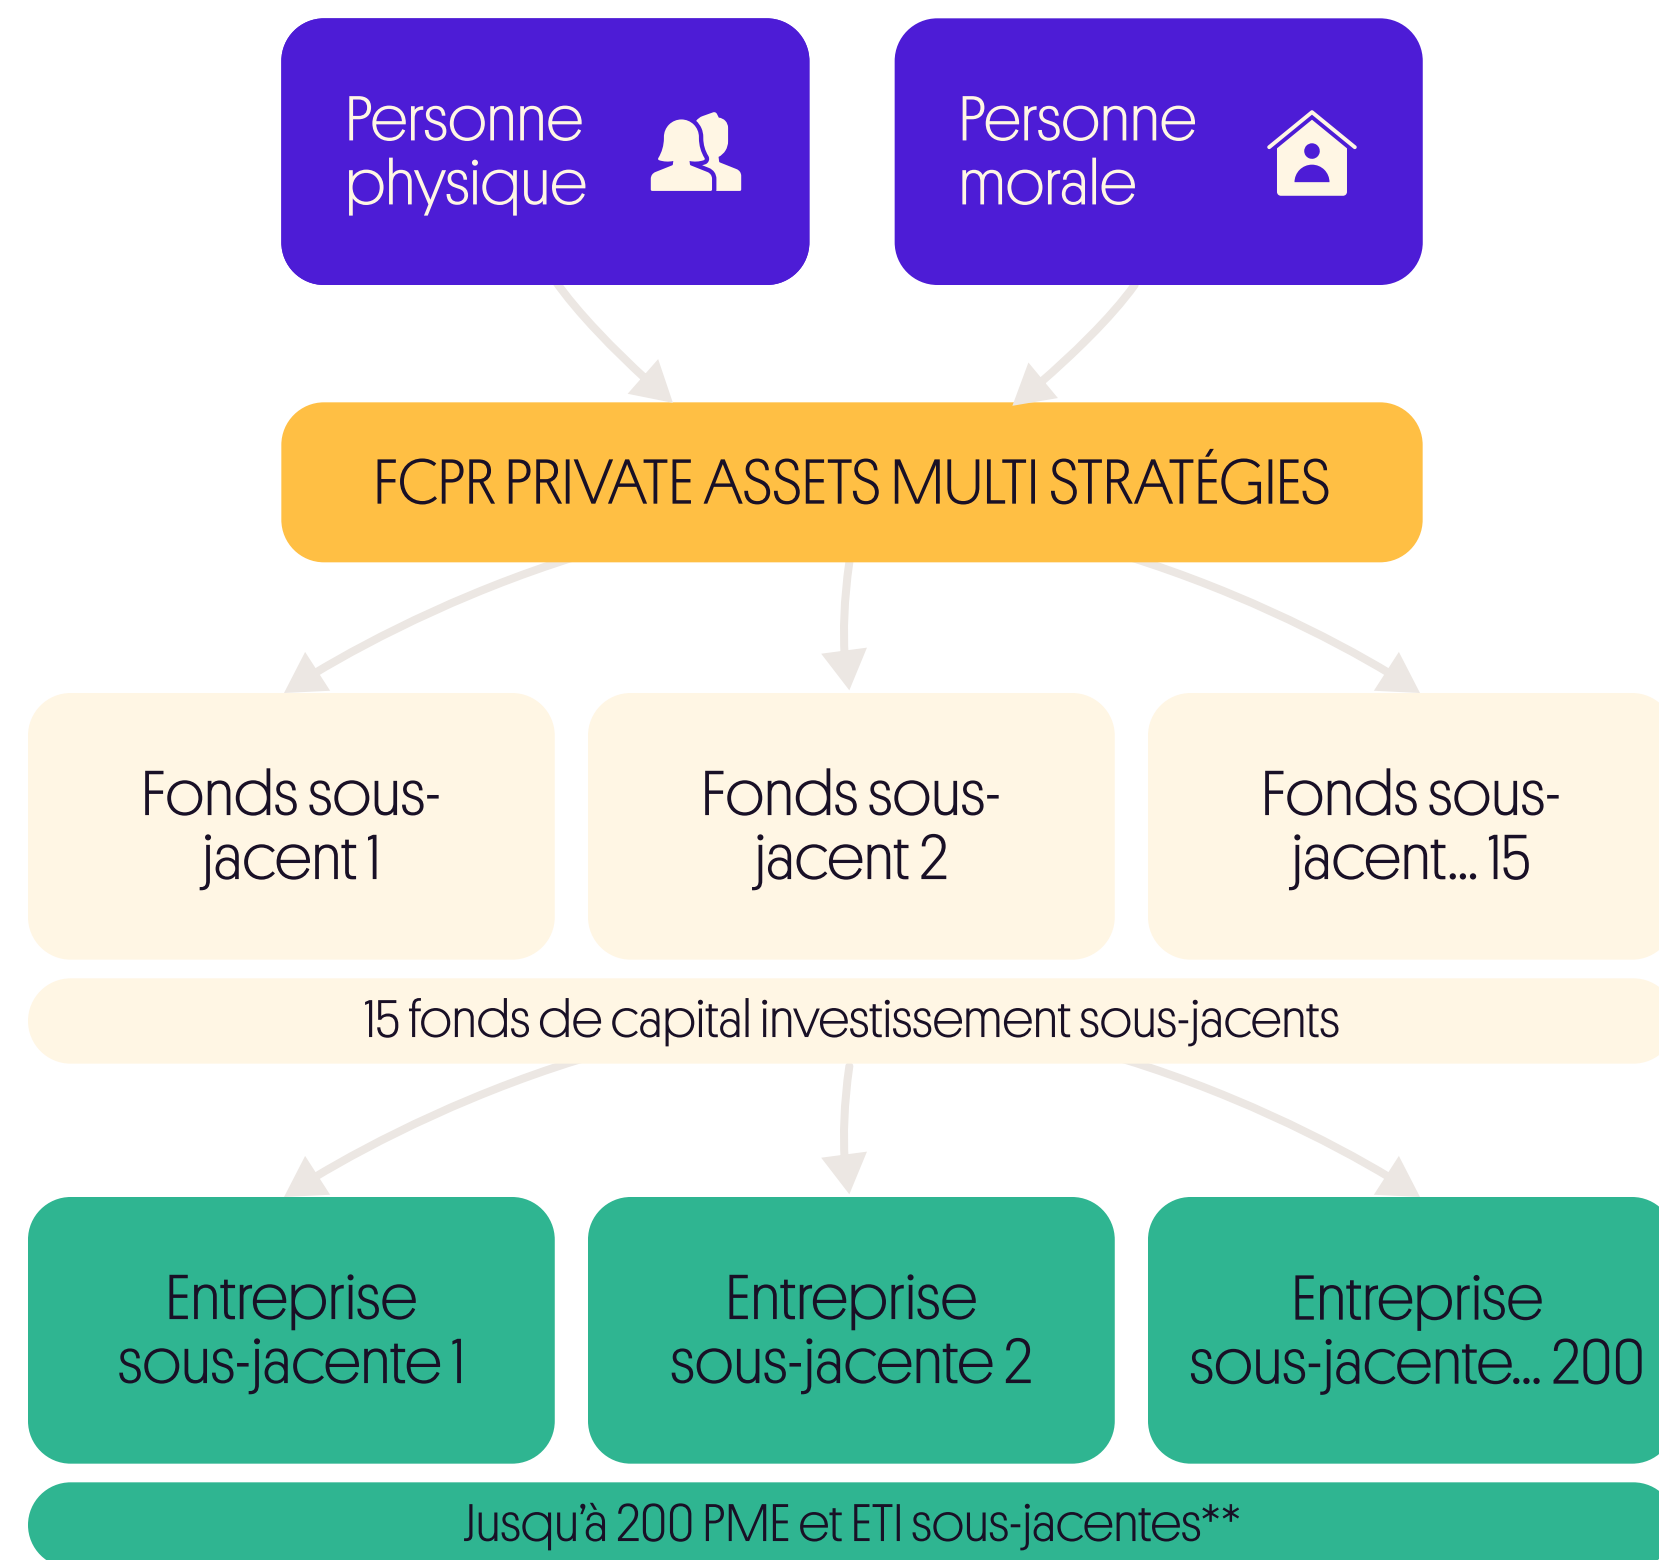 Personne
physique
Personne
morale
FCPR PRIVATE ASSETS MULTI STRATÉGIES
Fonds sous-
jacent 1
Fonds sous-
jacent 2
Fonds sous-
jacent... 15
15 fonds de capital investissement sous-jacents
Entreprise
sous-jacente 1
Entreprise
sous-jacente 2
Entreprise
sous-jacente... 200
Jusqu'à 200 PME et ETI sous-jacentes**